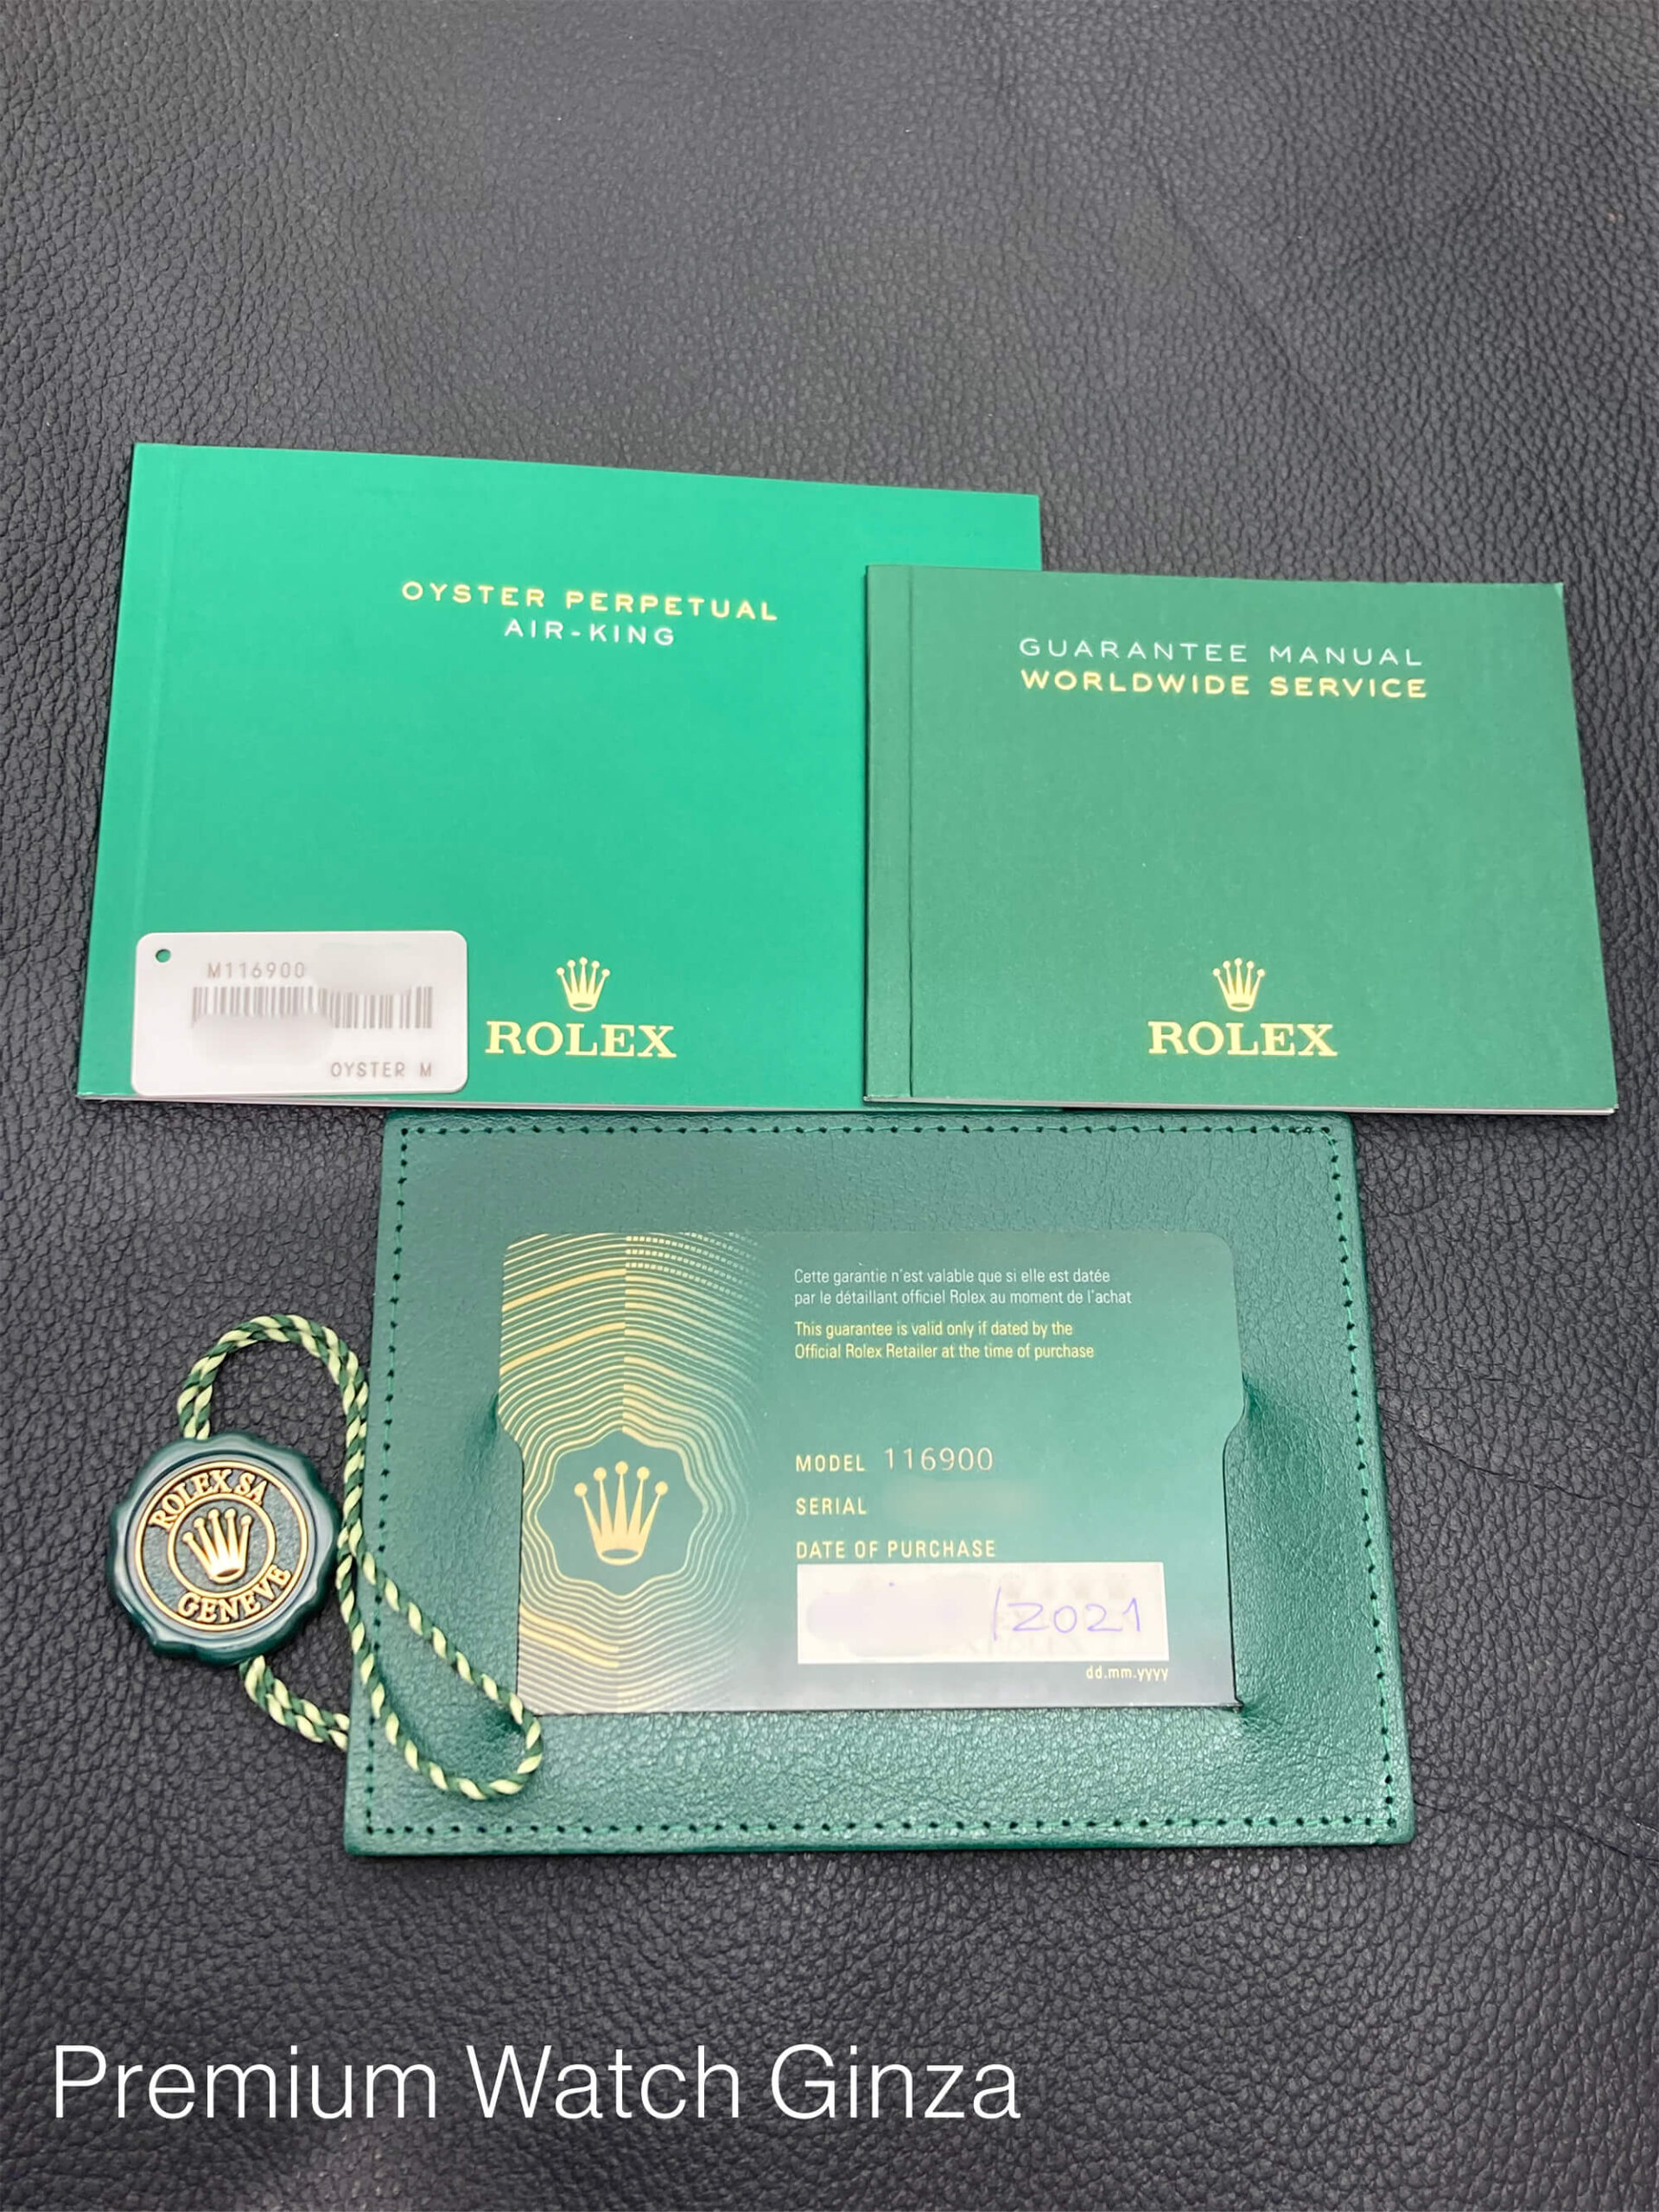 OYSTER PERPETUAL
AIR-KING
GUARANTEE MANUAL
WORLDWIDE SERVICE
M116900
OYSTER M
ROLEX
ROLEX
Cette garantie n'est valable que si elle est datée
par le détaillant officiel Rolex au moment de l'achat
This guarantee is valid only if dated by the
Official Rolex Retailer at the time of purchase
MODEL 116900
SERIAL
DATE OF PURCHASE
/2021
dd.mm.yyyy
ROLEX SA
GENEVE
Premium Watch Ginza